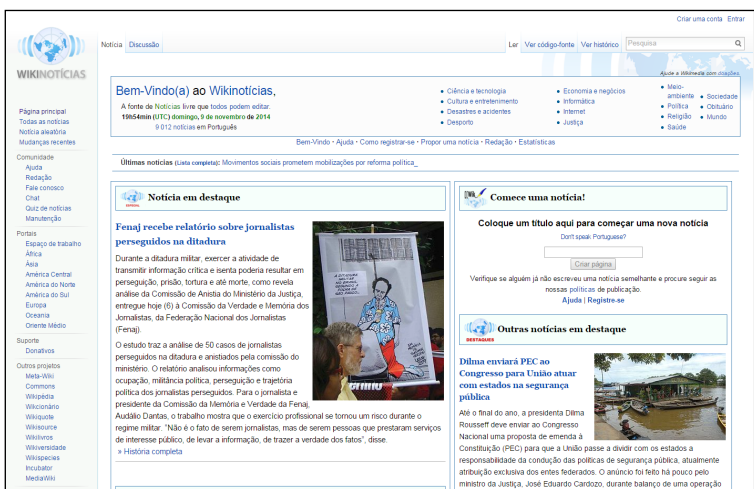 Criar uma conta Entrar
Notícia Discussão Ler Ver código-fonte Ver histórico Pesquisa
WIKINOTÍCIAS
Ajude a Wikimedia com doações.
Bem-Vindo(a) ao Wikinotícias,
A fonte de Notícias livre que todos podem editar.
19h54min (UTC) domingo, 9 de novembro de 2014
9 012 notícias em Português
Ciência e tecnologia
Cultura e entretenimento
Desastres e acidentes
Desporto
Economia e negócios
Informática
Internet
Justiça
Meio-ambiente
Política
Religião
Saúde
Sociedade
Obituário
Mundo
Bem-Vindo · Ajuda · Como registrar-se · Propor uma notícia · Redação · Estatísticas
Últimas notícias (Lista completa): Movimentos sociais prometem mobilizações por reforma política_
Página principal
Todas as notícias
Notícia aleatória
Mudanças recentes
Comunidade
Ajuda
Redação
Fale conosco
Chat
Quiz de notícias
Manutenção
Portais
Espaço de trabalho
África
Ásia
América Central
América do Norte
América do Sul
Europa
Oceania
Oriente Médio
Suporte
Donativos
Outros projetos
Meta-Wiki
Commons
Wikipédia
Wikcionário
Wikiquote
Wikisource
Wikilivros
Wikiversidade
Wikispecies
Incubator
MediaWiki
Notícia em destaque
Fenaj recebe relatório sobre jornalistas
perseguidos na ditadura
Durante a ditadura militar, exercer a atividade de
transmitir informação crítica e isenta poderia resultar em
perseguição, prisão, tortura e até morte, como revela
análise da Comissão de Anistia do Ministério da Justiça,
entregue hoje (6) à Comissão da Verdade e Memória dos
Jornalistas, da Federação Nacional dos Jornalistas
(Fenaj).
O estudo traz a análise de 50 casos de jornalistas
perseguidos na ditadura e anistiados pela comissão do
ministério. O relatório analisou informações como
ocupação, militância política, perseguição e trajetória
política dos jornalistas perseguidos. Para o jornalista e
presidente da Comissão da Memória e Verdade da Fenaj,
Audálio Dantas, o trabalho mostra que o exercício profissional se tornou um risco durante o
regime militar. “Não é o fato de serem jornalistas, mas de serem pessoas que prestaram serviços
de interesse público, de levar a informação, de trazer a verdade dos fatos”, disse.
» História completa
Comece uma notícia!
Coloque um título aqui para começar uma nova notícia
Don't speak Portuguese?
Criar página
Verifique se alguém já não escreveu uma notícia semelhante e procure seguir as
nossas políticas de publicação.
Ajuda | Registre-se
DESTAQUES
Outras notícias em destaque
Dilma enviará PEC ao
Congresso para União atuar
com estados na segurança
pública
Até o final do ano, a presidenta Dilma
Rousseff deve enviar ao Congresso
Nacional uma proposta de emenda à
Constituição (PEC) para que a União passe a dividir com os estados a
responsabilidade da condução das políticas de segurança pública, atualmente
atribuição exclusiva dos entes federados. O anúncio foi feito há pouco pelo
ministro da Justiça, José Eduardo Cardozo, durante balanço de uma operação